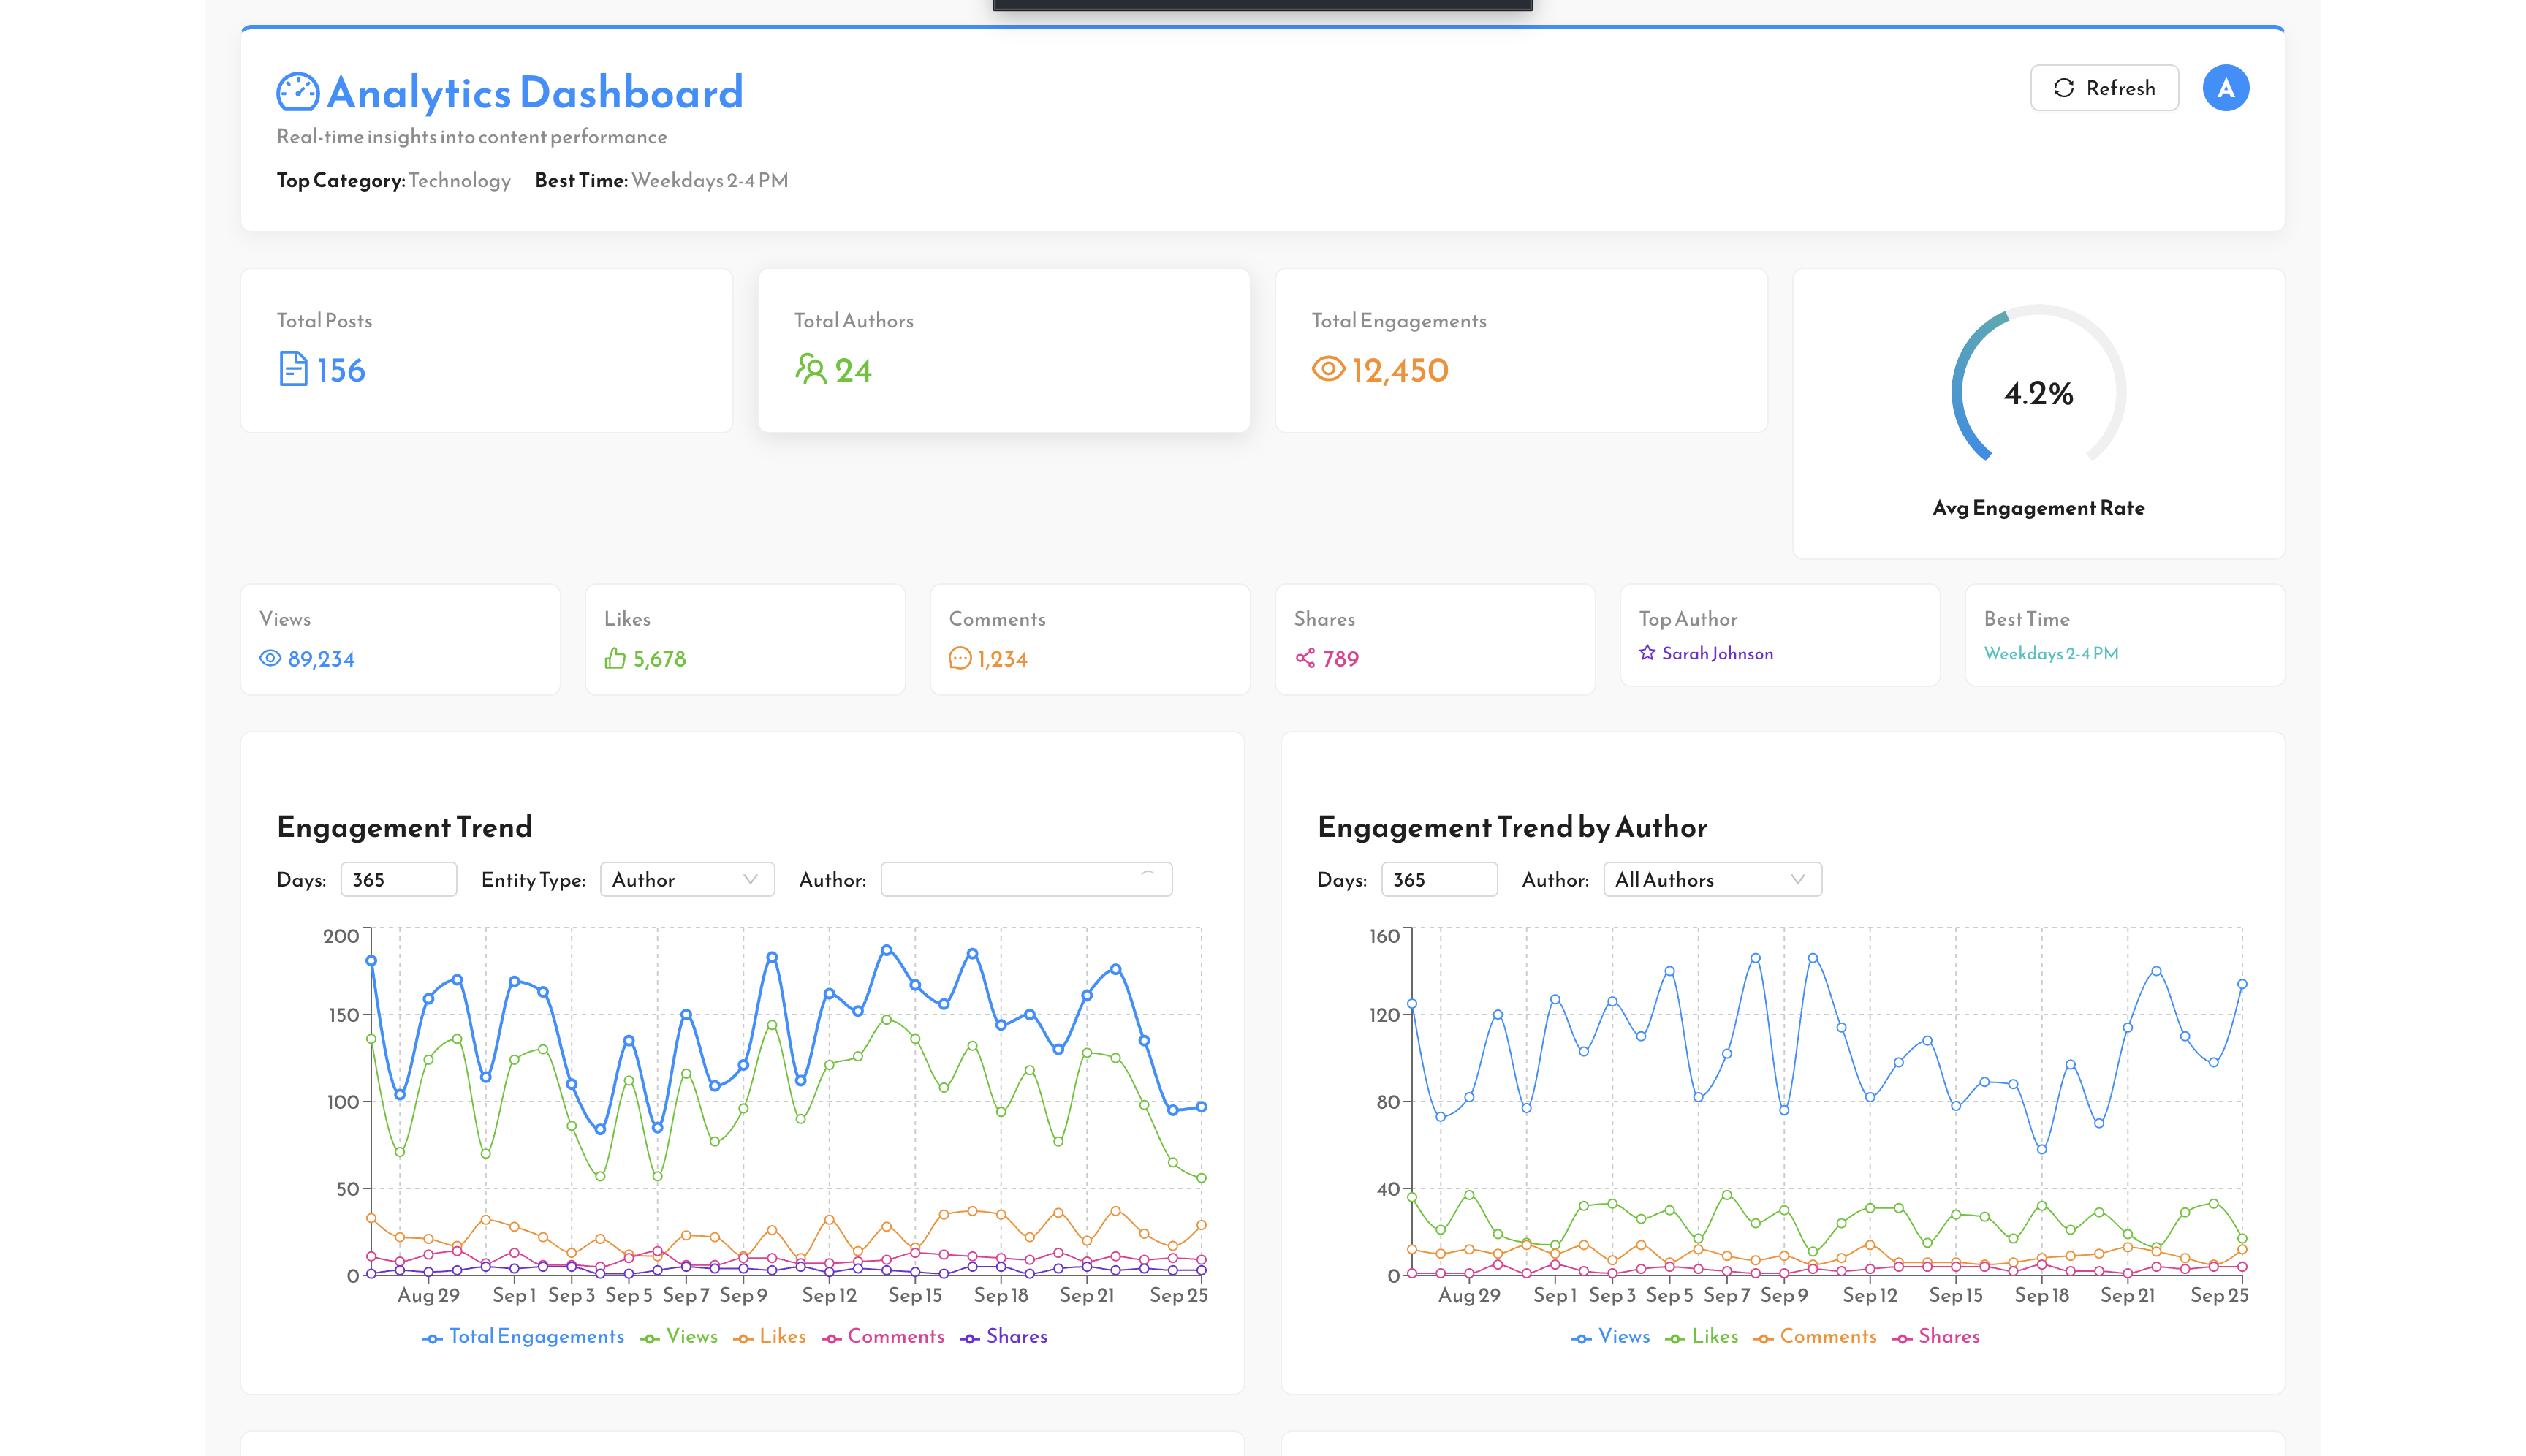 Analytics Dashboard
Refresh
A
Real-time insights into content performance
Top Category: Technology Best Time: Weekdays 2-4 PM
Total Posts
156
Total Authors
24
Total Engagements
12,450
4.2%
Avg Engagement Rate
Views
89,234
Likes
5,678
Comments
1,234
Shares
789
Top Author
Sarah Johnson
Best Time
Weekdays 2-4 PM
Engagement Trend
Days: 365 Entity Type: Author Author:
200
150
100
50
0
Aug 29 Sep 1 Sep 3 Sep 5 Sep 7 Sep 9 Sep 12 Sep 15 Sep 18 Sep 21 Sep 25
Total Engagements Views Likes Comments Shares
Engagement Trend by Author
Days: 365 Author: All Authors
160
120
80
40
0
Aug 29 Sep 1 Sep 3 Sep 5 Sep 7 Sep 9 Sep 12 Sep 15 Sep 18 Sep 21 Sep 25
Views Likes Comments Shares